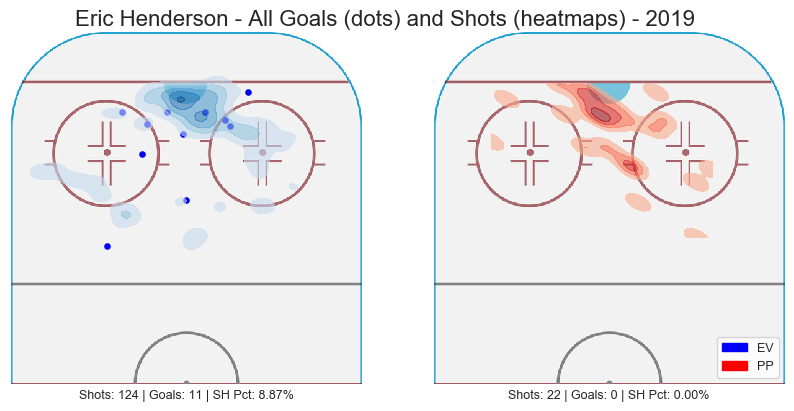 Eric Henderson - All Goals (dots) and Shots (heatmaps) - 2019
EV
PP
Shots: 124 | Goals: 11 | SH Pct: 8.87%
Shots: 22 | Goals: 0 | SH Pct: 0.00%